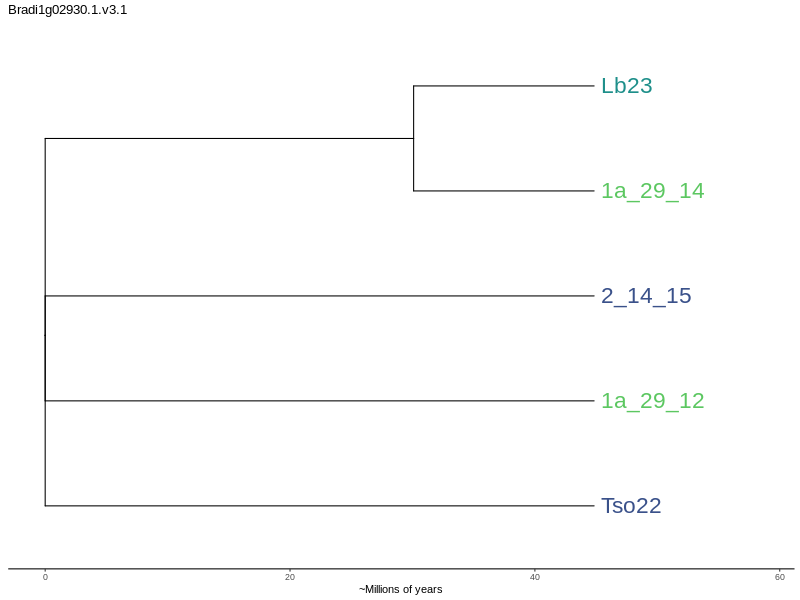 Bradi1g02930.1.v3.1
Lb23
1a_29_14
2_14_15
1a_29_12
Tso22
0 20 40 60
~Millions of years